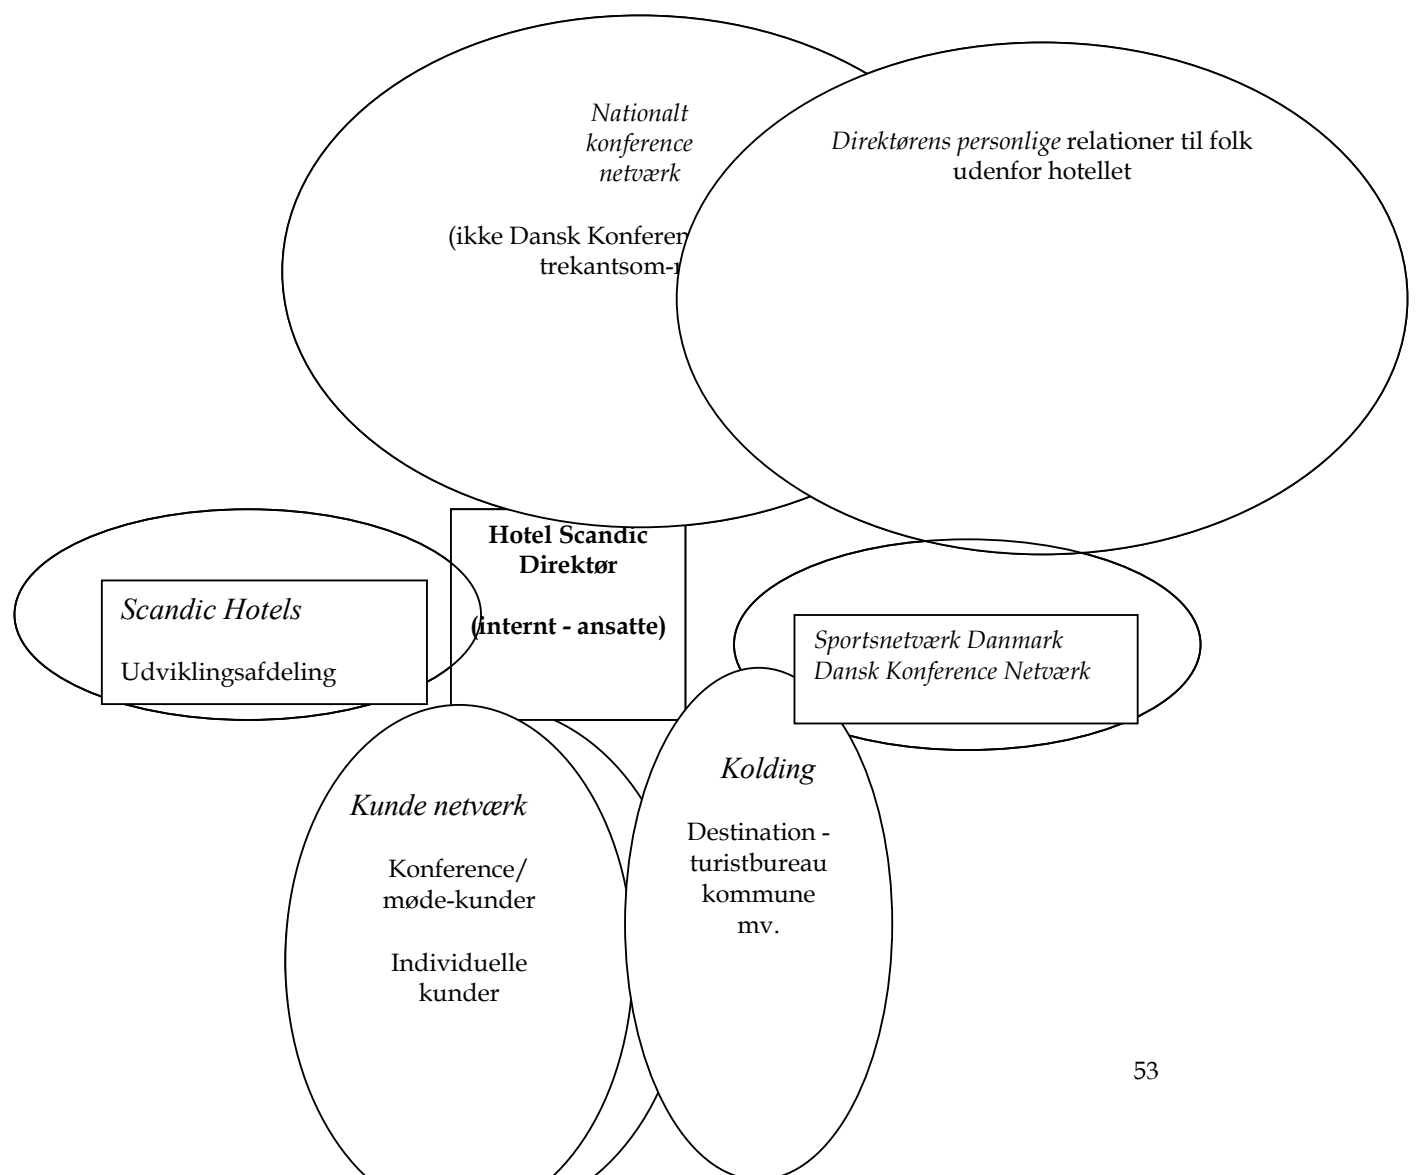 Nationalt
konference
netværk
(ikke Dansk
Direktørens personlige relationer til folk
udenfor hotellet
Hotel Scandic
Direktør
(internt - ansatte)
Scandic Hotels
Udviklingsafdeling
Sportsnetværk Danmark
Dansk Konference Netværk
Kunde netværk
Konference/
møde-kunder
Individuelle
kunder
Kolding
Destination -
turistbureau
kommune
mv.
53